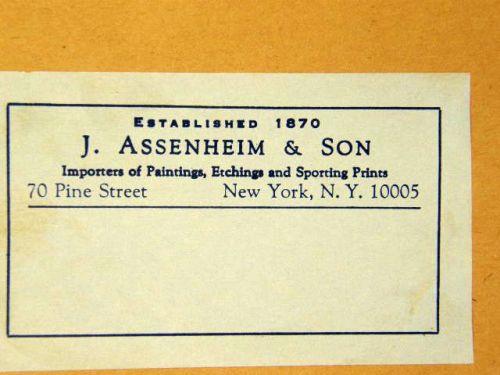 ESTABLISHED 1870
J. ASSENHEIM & SON
Importers of Paintings, Etchings and Sporting Prints
70 Pine Street New York, N. Y. 10005